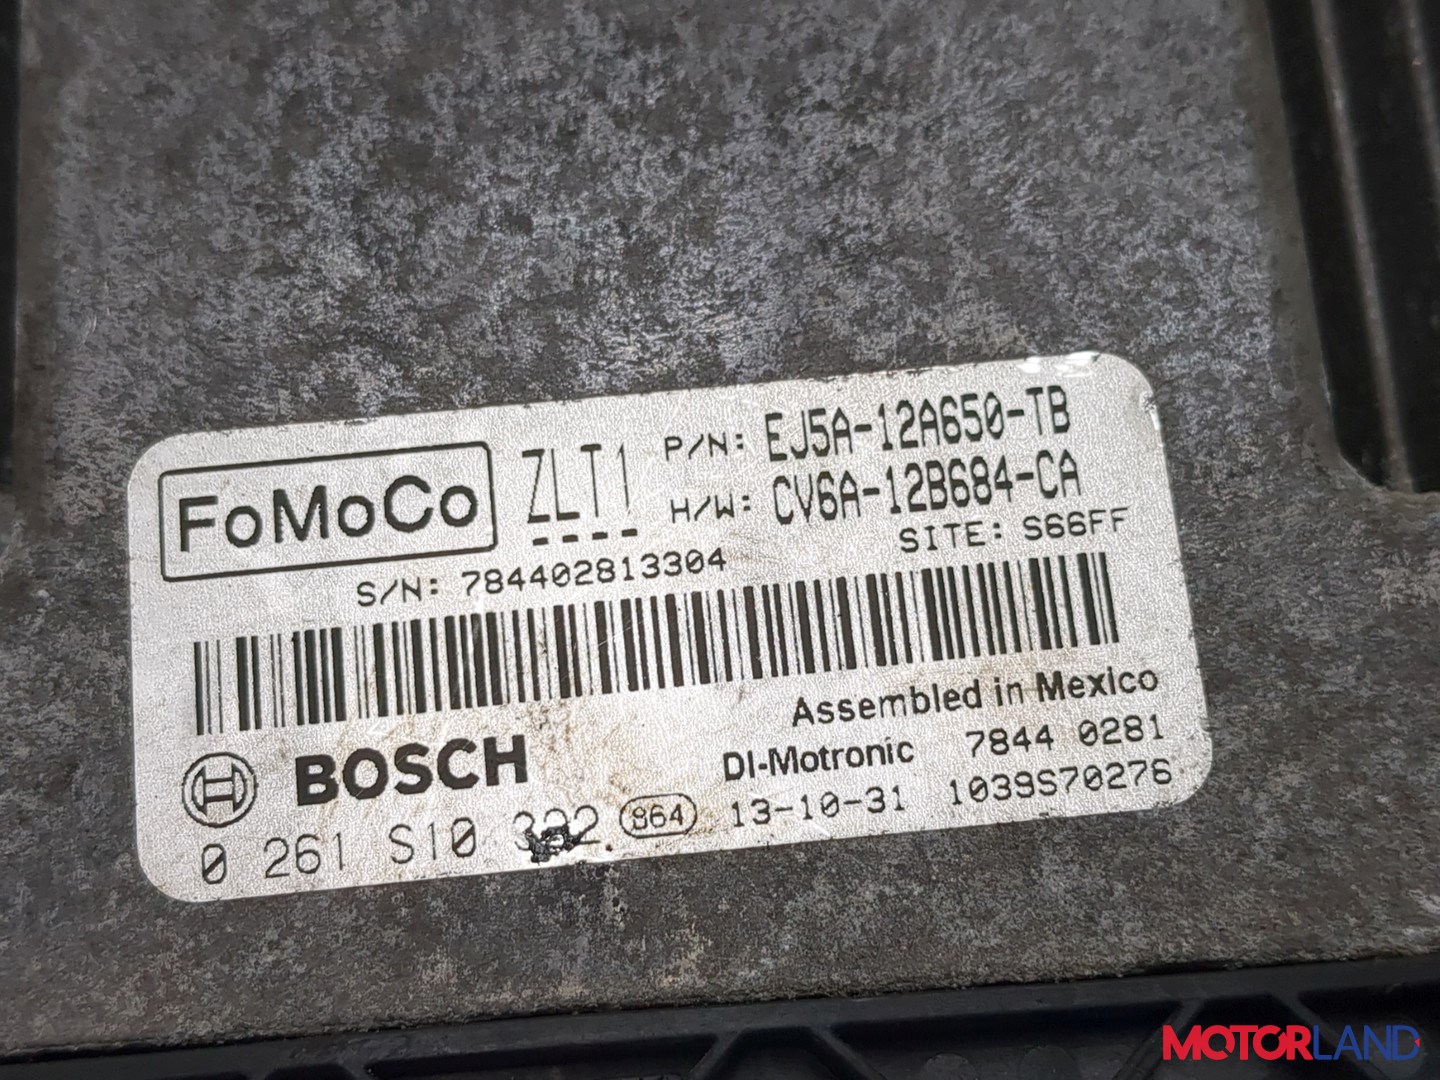 FoMoCo ZLT1 P/N: EJ5A-12A650-TB
H/W: CV6A-12B684-CA
SITE: S66FF
S/N: 784402813304
Assembled in Mexico
BOSCH DI-Motronic 7844 0281
0 261 S10 864 13-10-31 1039S70276
MOTORLAND